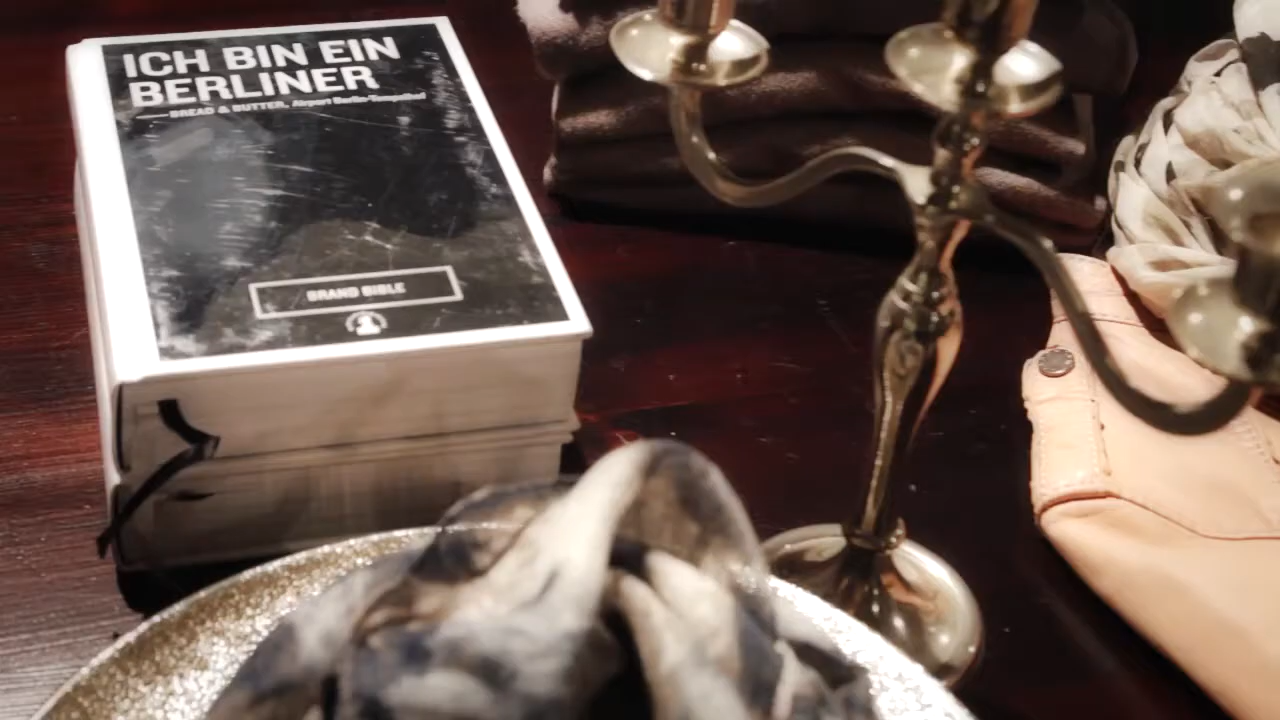 ICH BIN EIN
BERLINER
BREAD & BUTTER, Airport Berlin-Tempelhof
BRAND BIBLE